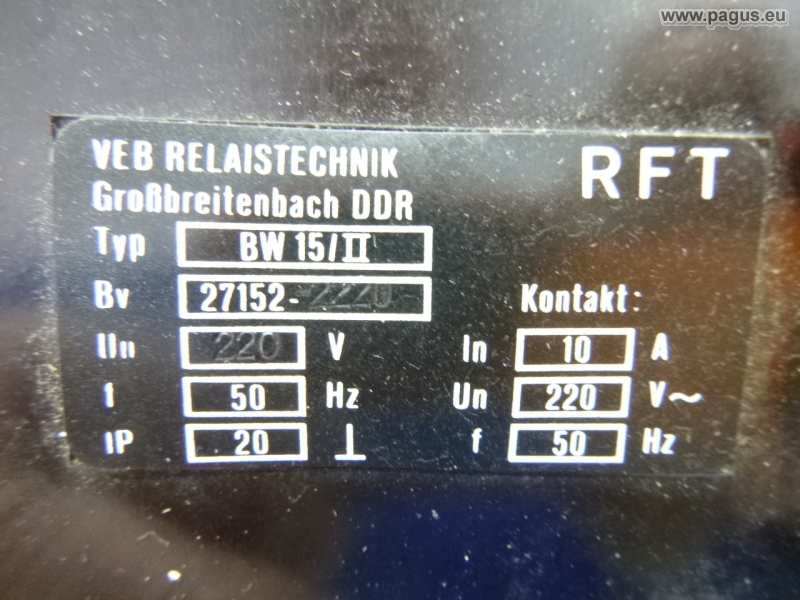 www.pagus.eu
VEB RELAISTECHNIK RFT
Großbreitenbach DDR
Typ BW 15/II
Bv 27152-2220 Kontakt:
Un 220 V In 10 A
f 50 Hz Un 220 V~
IP 20 ⊥ f 50 Hz